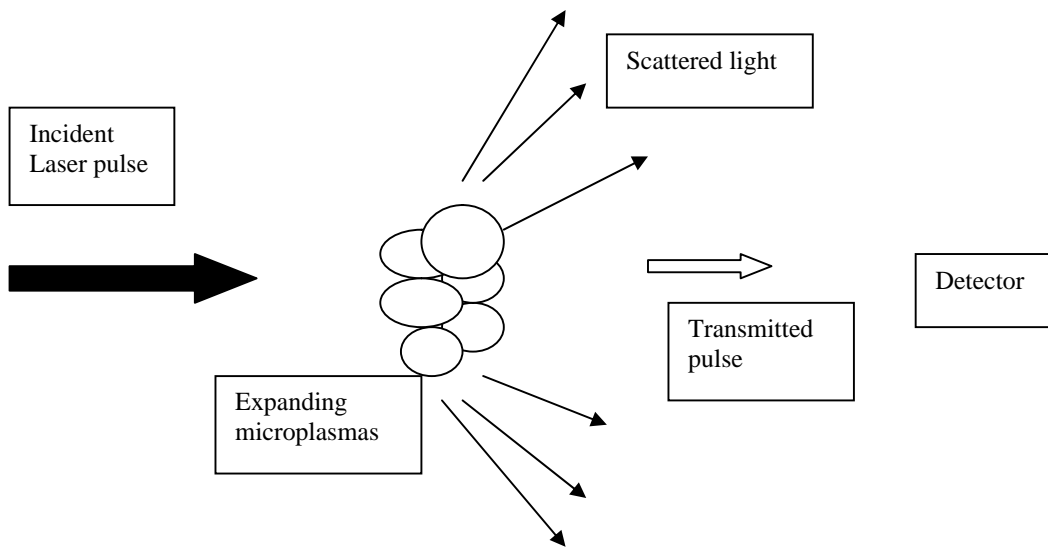 Scattered light
Incident
Laser pulse
Detector
Transmitted
pulse
Expanding
microplasmas